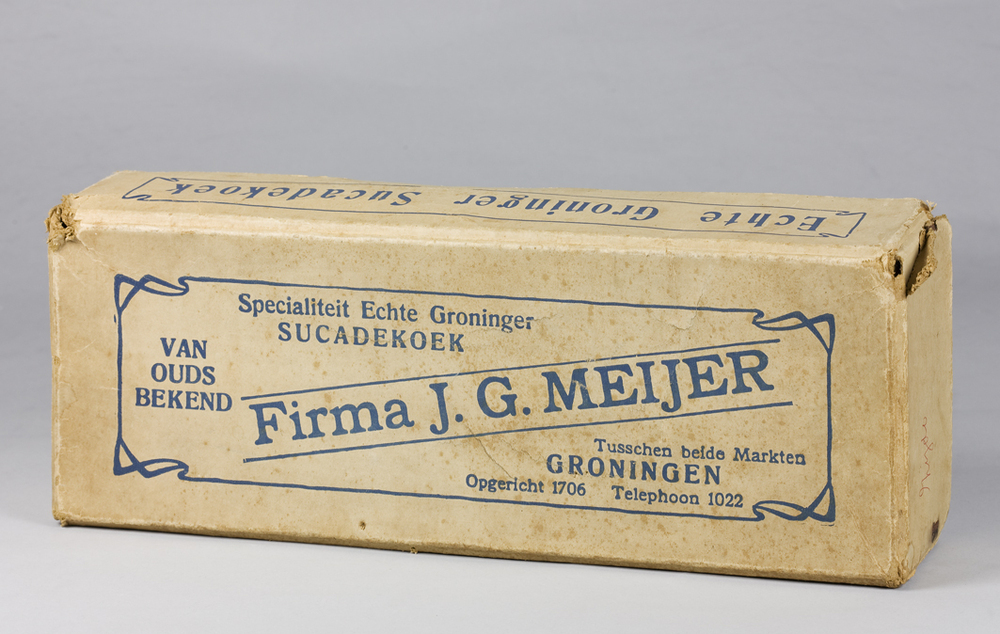 Echte Groninger Sucadekoek
Specialiteit Echte Groninger
SUCADEKOEK
VAN
OUDS
BEKEND
Firma J. G. MEIJER
Tusschen beide Markten
GRONINGEN
Opgericht 1706 Telephoon 1022